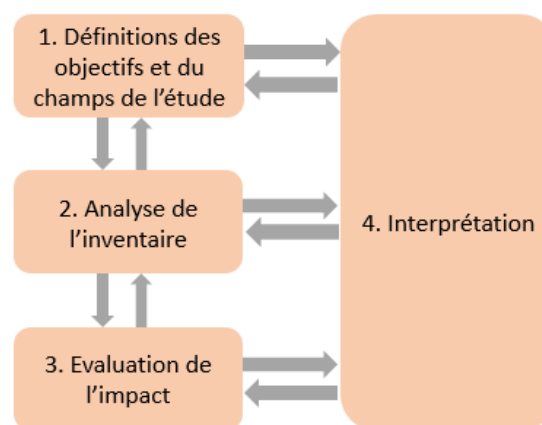 1. Définitions des
objectifs et du
champs de l'étude
2. Analyse de
l'inventaire
4. Interprétation
3. Evaluation de
l'impact